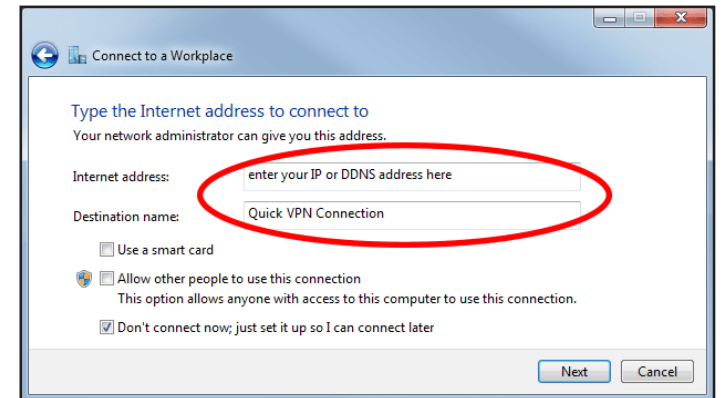 Connect to a Workplace
Type the Internet address to connect to
Your network administrator can give you this address.
Internet address: enter your IP or DDNS address here
Destination name: Quick VPN Connection
Use a smart card
Allow other people to use this connection
This option allows anyone with access to this computer to use this connection.
Don't connect now; just set it up so I can connect later
Next Cancel